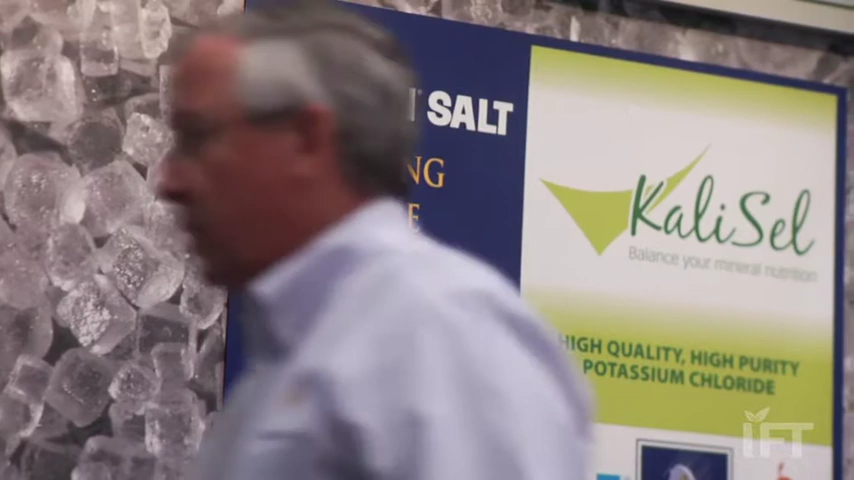 SALT
KaliSel
Balance your mineral nutrition
HIGH QUALITY, HIGH PURITY
POTASSIUM CHLORIDE
IFT